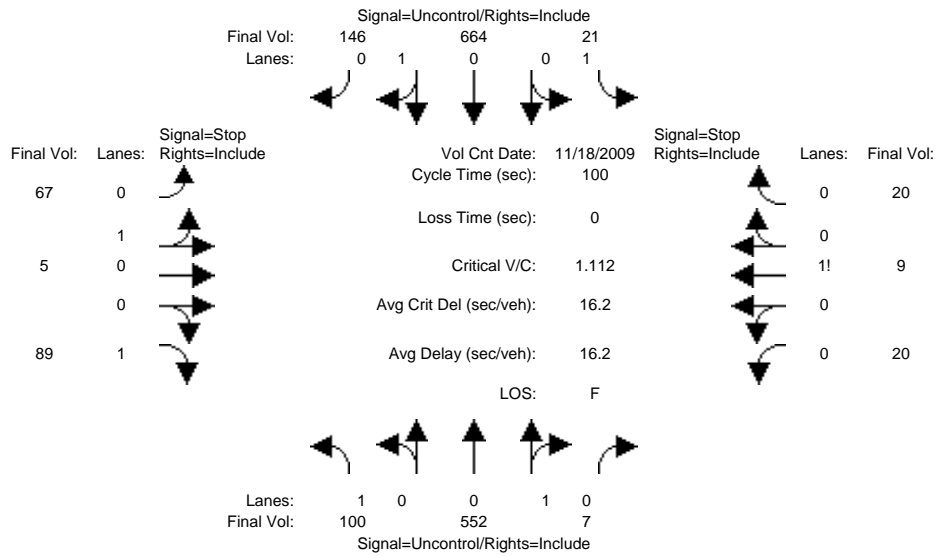 Signal=Uncontrol/Rights=Include
Final Vol: 146 664 21
Lanes: 0 1 0 0 1
Signal=Stop Signal=Stop
Final Vol: Lanes: Rights=Include Vol Cnt Date: 11/18/2009 Rights=Include Lanes: Final Vol:
Cycle Time (sec): 100
67 0 0 20
Loss Time (sec): 0
1 0
5 0 Critical V/C: 1.112 1! 9
0 Avg Crit Del (sec/veh): 16.2 0
89 1 Avg Delay (sec/veh): 16.2 0 20
LOS: F
Lanes: 1 0 0 1 0
Final Vol: 100 552 7
Signal=Uncontrol/Rights=Include